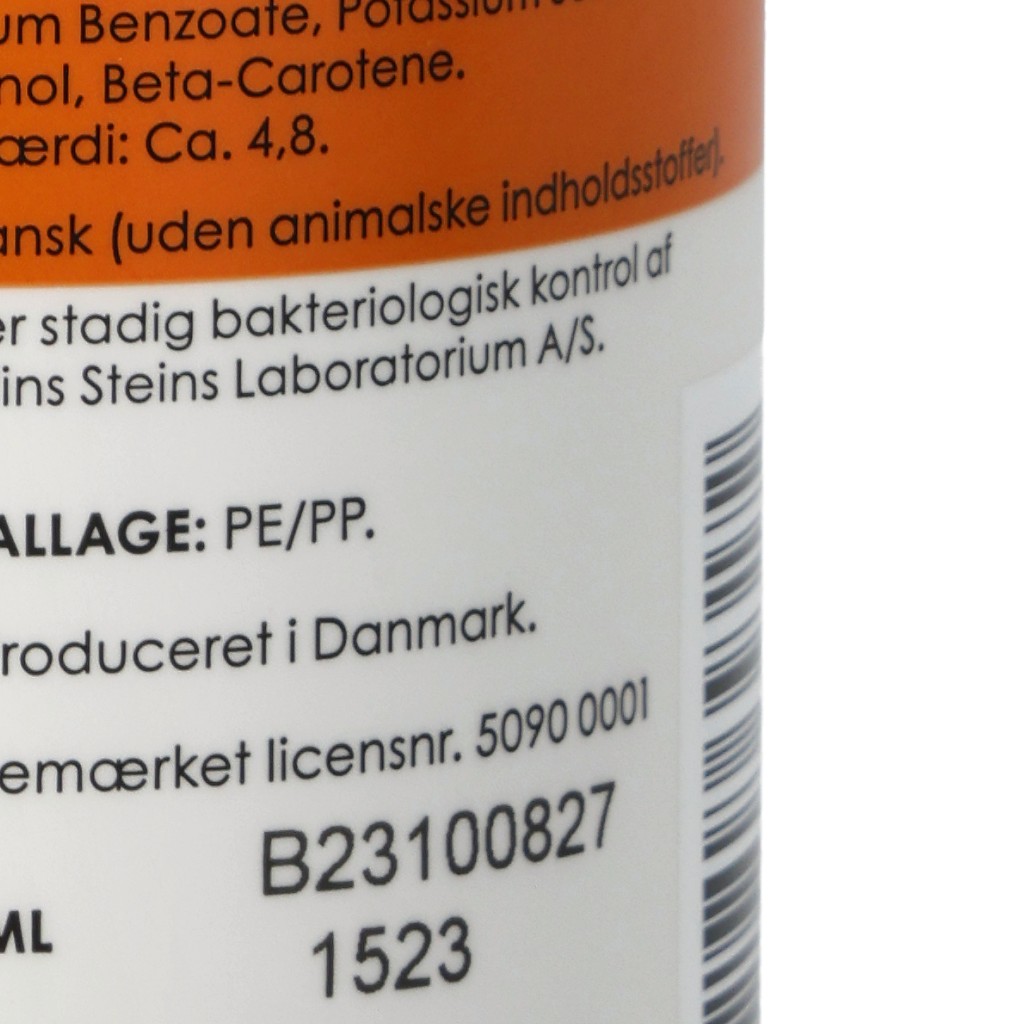 um Benzoate, Potassium
nol, Beta-Carotene.
ærdi: Ca. 4,8.
ansk (uden animalske indholdsstoffer).
er stadig bakteriologisk kontrol af
ins Steins Laboratorium A/S.
ALLAGE: PE/PP.
roduceret i Danmark.
emærket licensnr. 5090 0001
B23100827
ML
1523